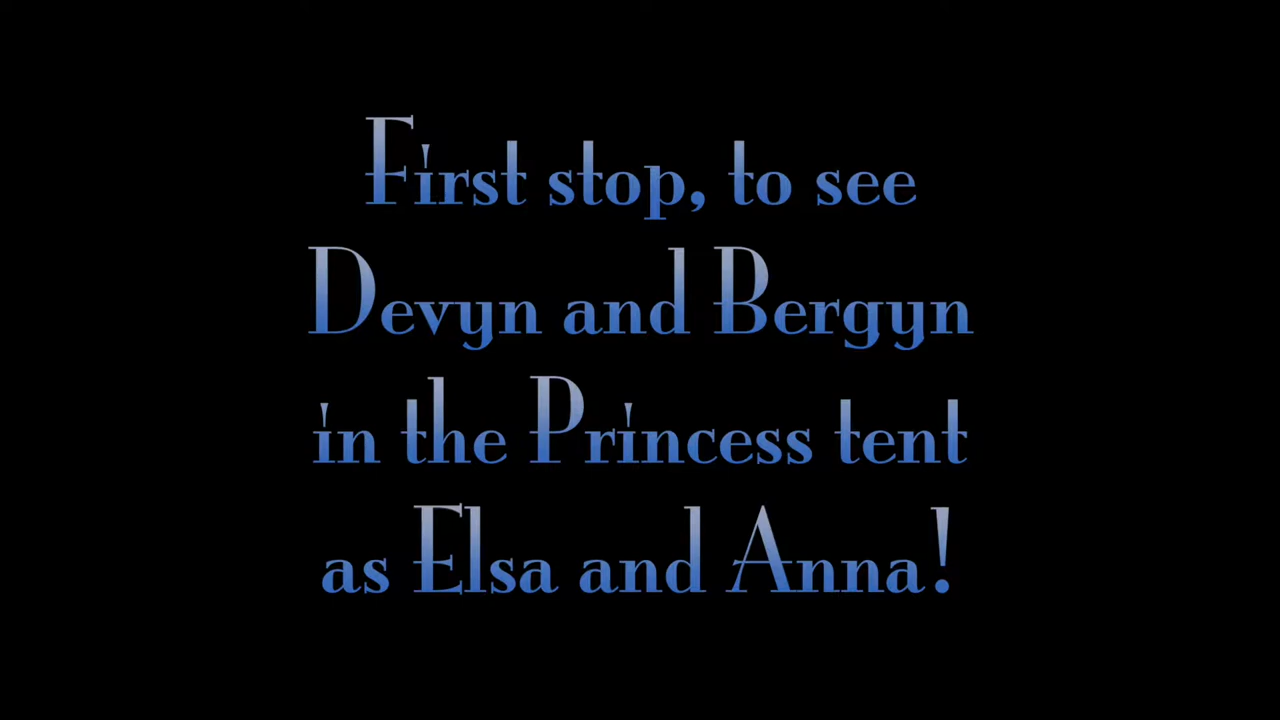 First stop, to see
Devyn and Bergyn
in the Princess tent
as Elsa and Anna!